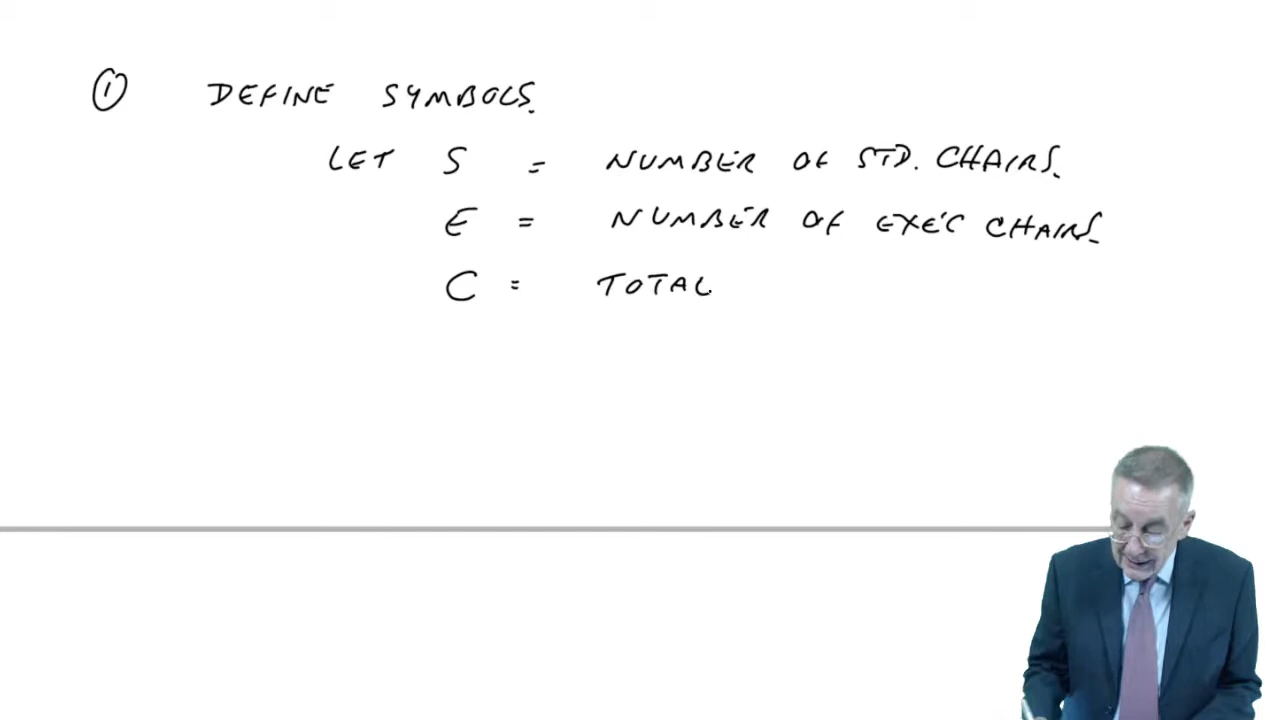 ① DEFINE SYMBOLS.
LET S = NUMBER OF STD. CHAIRS.
E = NUMBER OF EXEC CHAIRS.
C = TOTAL